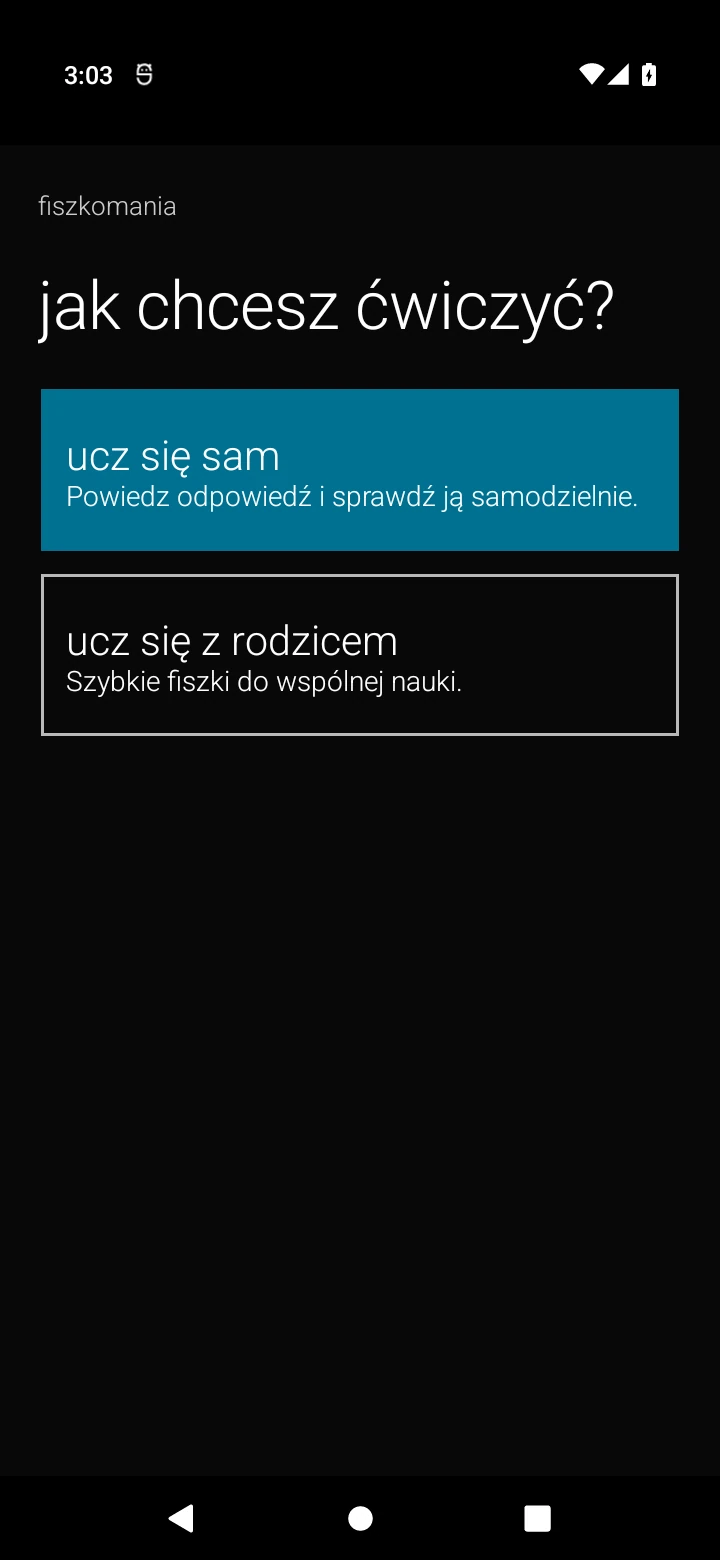 3:03
fiszkomania
jak chcesz ćwiczyć?
ucz się sam
Powiedz odpowiedź i sprawdź ją samodzielnie.
ucz się z rodzicem
Szybkie fiszki do wspólnej nauki.